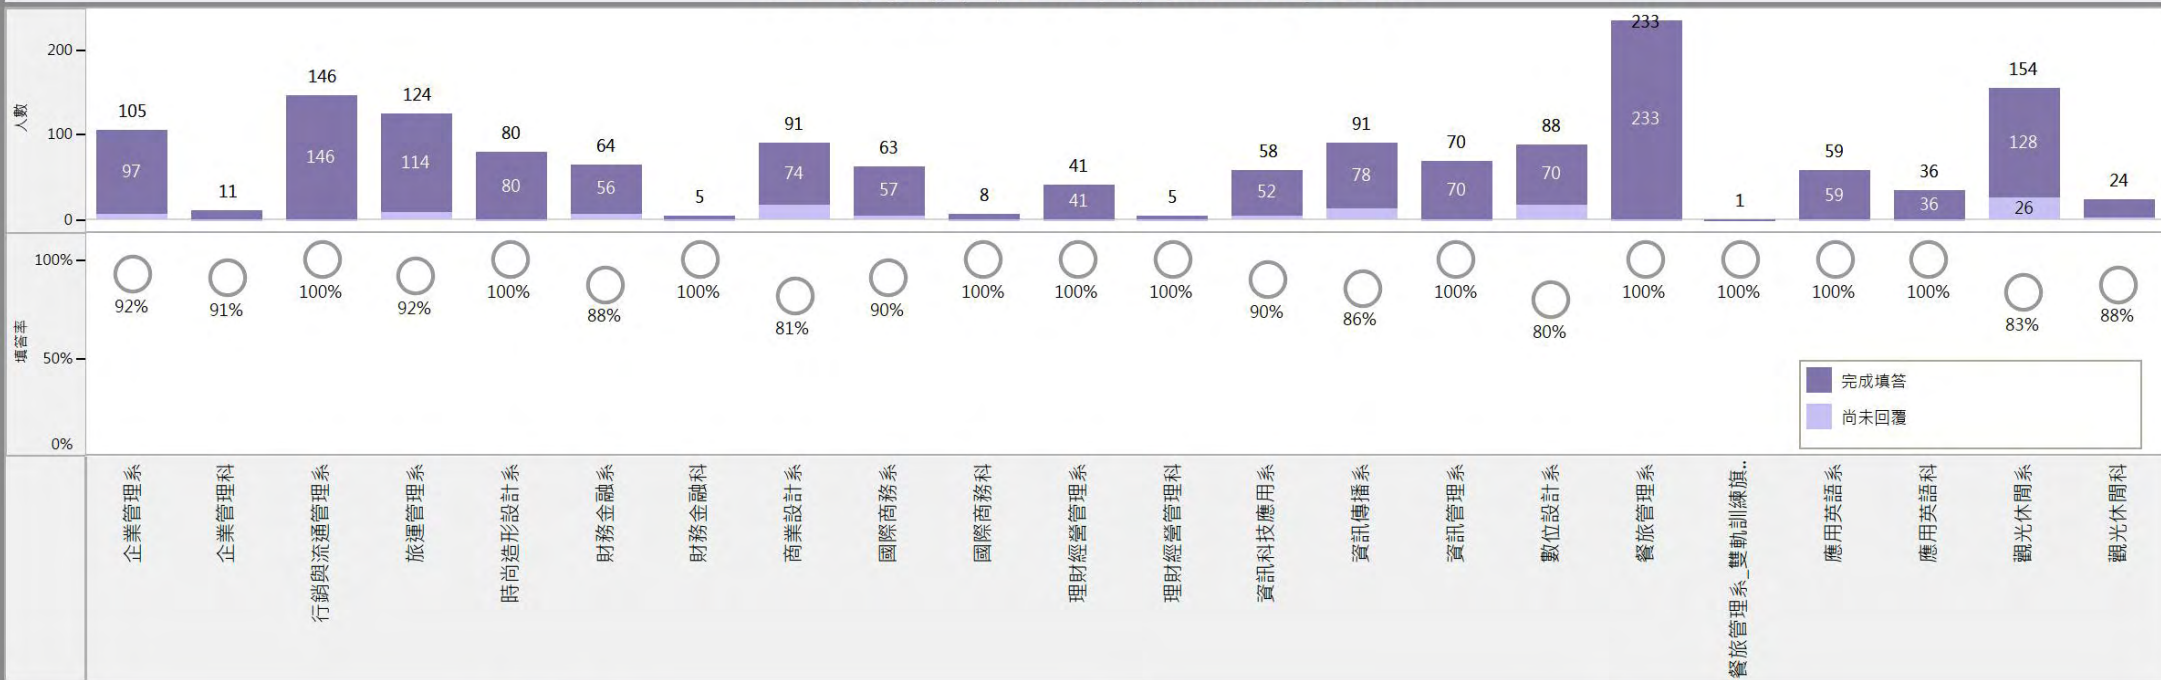 人數
200
100
0
105
97
11
146
146
124
114
80
80
64
56
5
91
74
63
57
8
41
41
5
58
52
91
78
70
70
88
70
233
233
1
59
59
36
36
154
128
26
24
填答率
100%
50%
0%
92%
91%
100%
92%
100%
88%
100%
81%
90%
100%
100%
100%
90%
86%
100%
80%
100%
100%
100%
100%
83%
88%
完成填答
尚未回覆
企業管理系
企業管理科
行銷與流通管理系
旅運管理系
時尚造形設計系
財務金融系
財務金融科
商業設計系
國際商務系
國際商務科
理財經營管理系
理財經營管理科
資訊科技應用系
資訊傳播系
資訊管理系
數位設計系
餐旅管理系
餐旅管理系_雙軌訓練旗..
應用英語系
應用英語科
觀光休閒系
觀光休閒科